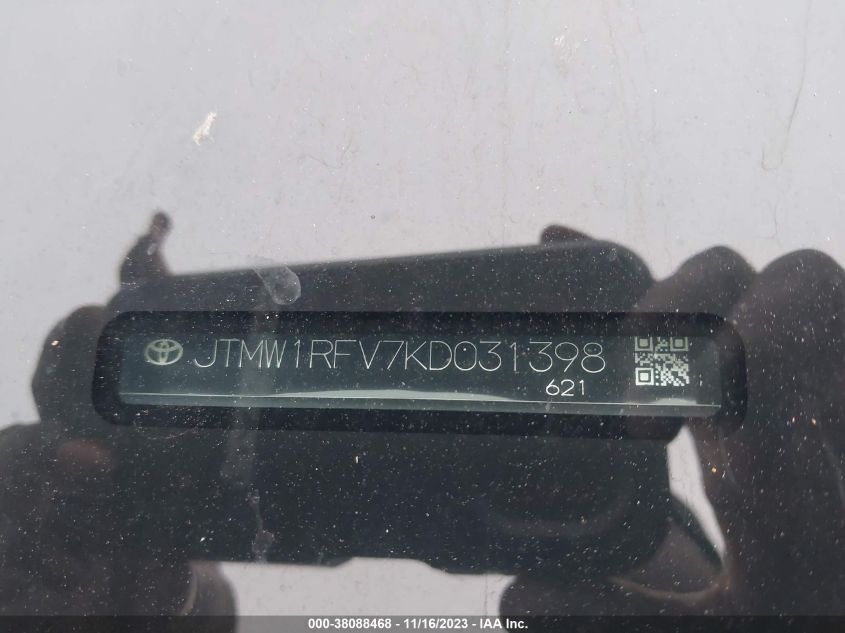 JTMW1RFV7KD031398
621
000-38088468 - 11/16/2023 - IAA Inc.